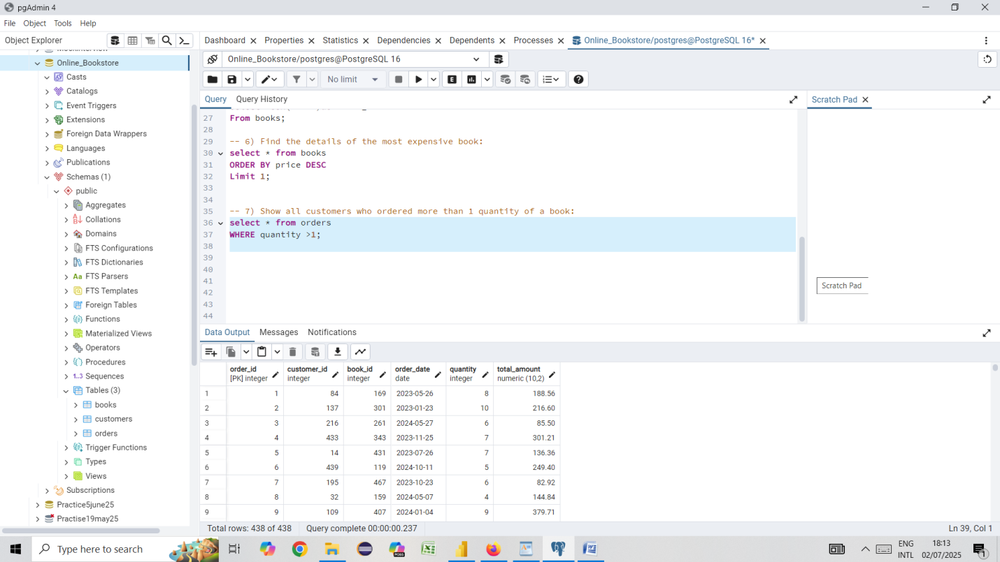 pgAdmin 4
File Object Tools Help
Object Explorer
Online_Bookstore
Casts
Catalogs
Event Triggers
Extensions
Foreign Data Wrappers
Languages
Publications
Schemas (1)
public
Aggregates
Collations
Domains
FTS Configurations
FTS Dictionaries
Aa FTS Parsers
FTS Templates
Foreign Tables
Functions
Materialized Views
Operators
Procedures
1..3 Sequences
Tables (3)
books
customers
orders
Trigger Functions
Types
Views
Subscriptions
Practice5june25
Practise19may25
Dashboard Properties Statistics Dependencies Dependents Processes Online_Bookstore/postgres@PostgreSQL 16*
Online_Bookstore/postgres@PostgreSQL 16
No limit E
Query Query History
27 From books;
28
29 -- 6) Find the details of the most expensive book:
30 select * from books
31 ORDER BY price DESC
32 Limit 1;
33
34
35 -- 7) Show all customers who ordered more than 1 quantity of a book:
36 select * from orders
37 WHERE quantity >1;
38
39
40
41
42
43
44
Scratch Pad
Scratch Pad
Data Output Messages Notifications
order_id customer_id book_id order_date quantity total_amount
[PK] integer integer integer date integer numeric (10,2)
1 1 84 169 2023-05-26 8 188.56
2 2 137 301 2023-01-23 10 216.60
3 3 216 261 2024-05-27 6 85.50
4 4 433 343 2023-11-25 7 301.21
5 5 14 431 2023-07-26 7 136.36
6 6 439 119 2024-10-11 5 249.40
7 7 195 467 2023-10-23 6 82.92
8 8 32 159 2024-05-07 4 144.84
9 9 109 407 2024-01-04 9 379.71
Total rows: 438 of 438 Query complete 00:00:00.237 Ln 39, Col 1
Type here to search
M365
ENG
INTL
18:13
02/07/2025
1